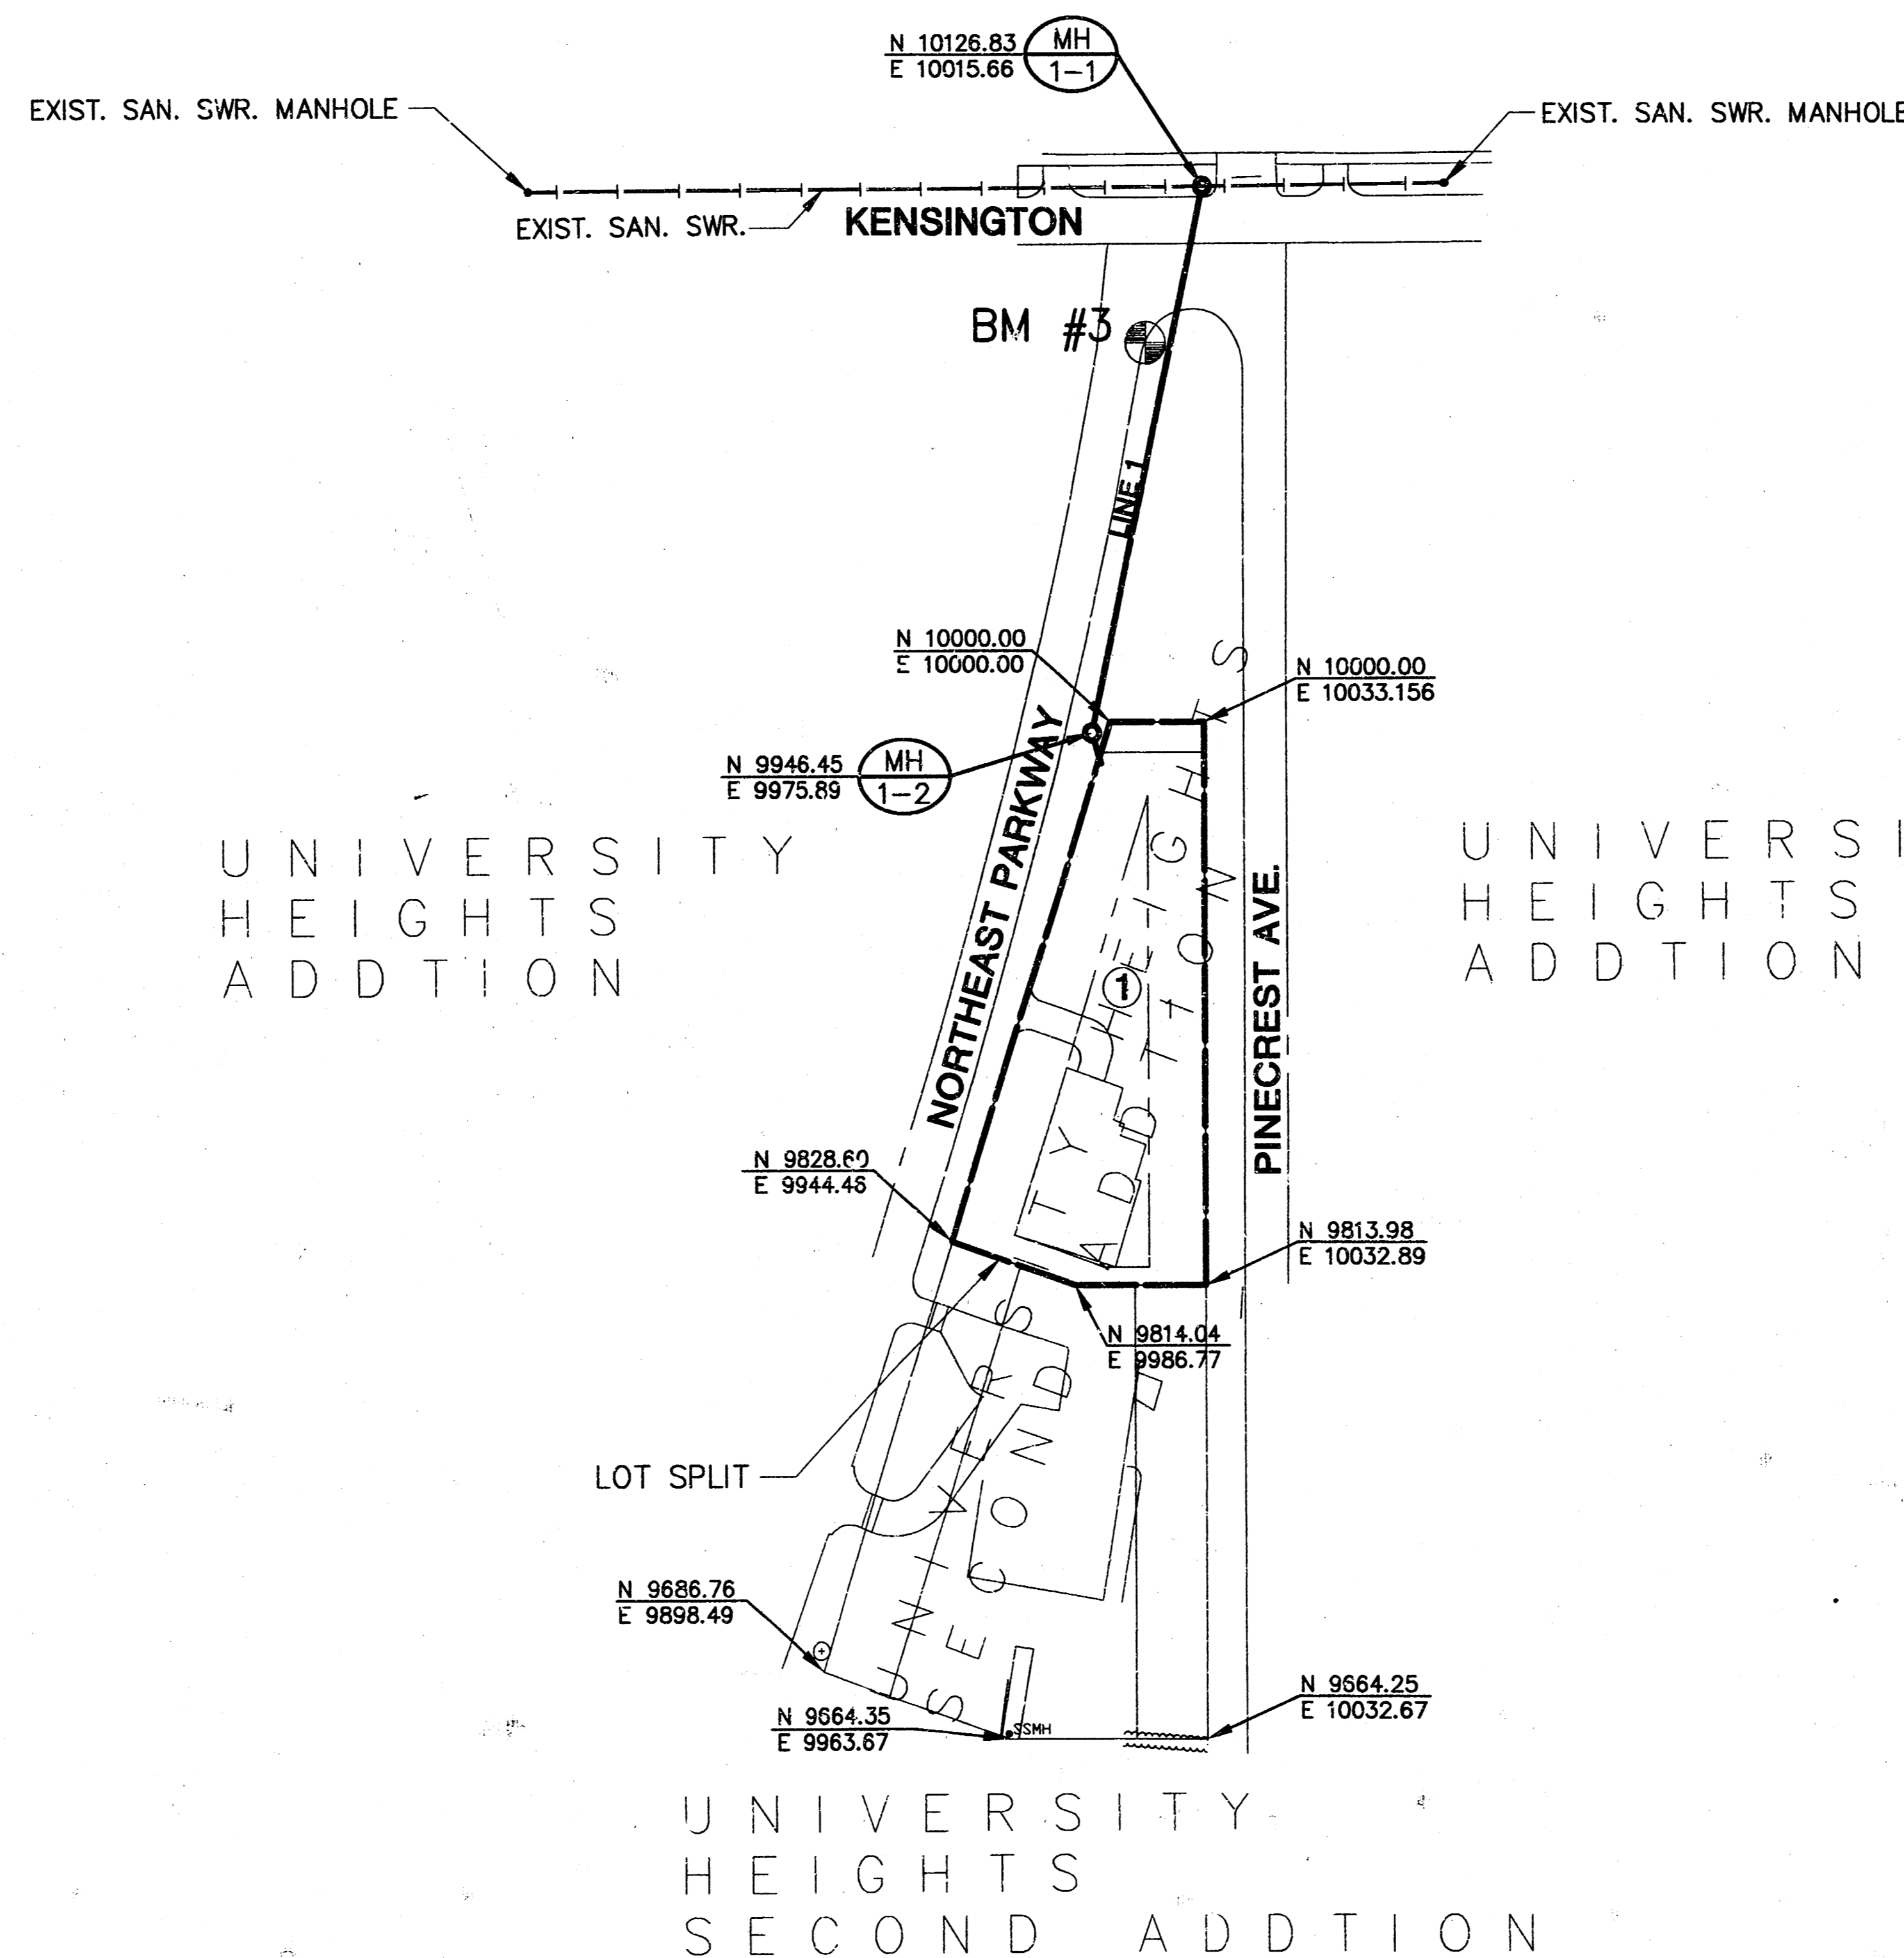 N 10126.83
E 10015.66
MH
1-1
EXIST. SAN. SWR. MANHOLE
EXIST. SAN. SWR. MANHOLE
EXIST. SAN. SWR.
KENSINGTON
BM #3
LINE 1
N 10000.00
E 10000.00
N 10000.00
E 10033.156
N 9946.45
E 9975.89
MH
1-2
NORTHEAST PARKWAY
UNIVERSITY
HEIGHTS
ADDTION
UNIVERSI
HEIGHTS
ADDTION
1
PINECREST AVE.
N 9828.60
E 9944.46
N 9813.98
E 10032.89
N 9814.04
E 9986.77
LOT SPLIT
UNIVERSITY HEIGHTS
SECOND ADDTIONS
N 9686.76
E 9898.49
N 9664.35
E 9963.67
SSMH
N 9664.25
E 10032.67
UNIVERSITY
HEIGHTS
SECOND ADDTION